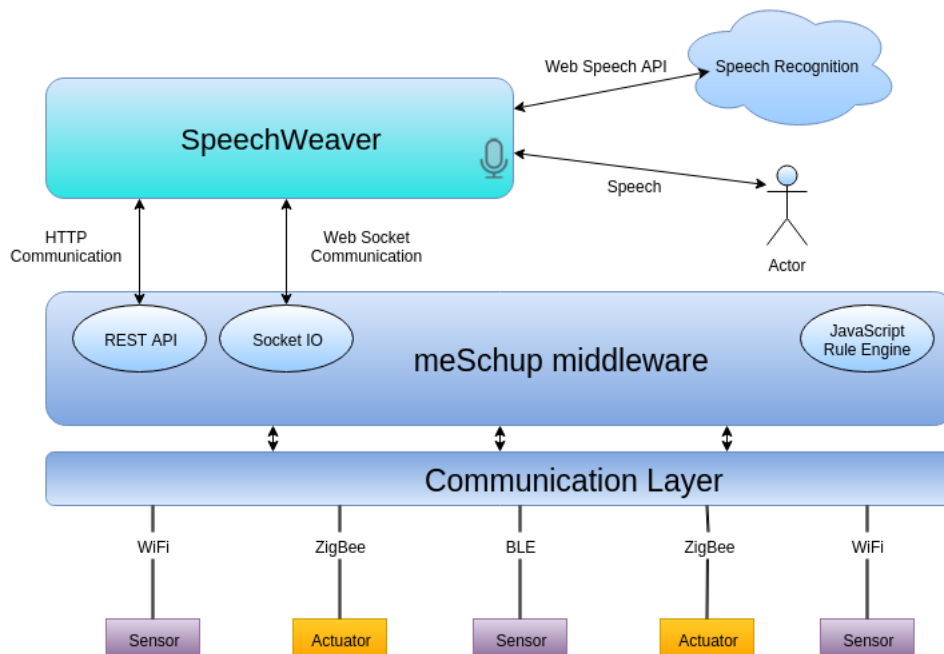 Web Speech API
Speech Recognition
SpeechWeaver
Speech
Actor
HTTP
Communication
Web Socket
Communication
REST API
Socket IO
meSchup middleware
JavaScript
Rule Engine
Communication Layer
WiFi
ZigBee
BLE
ZigBee
WiFi
Sensor
Actuator
Sensor
Actuator
Sensor